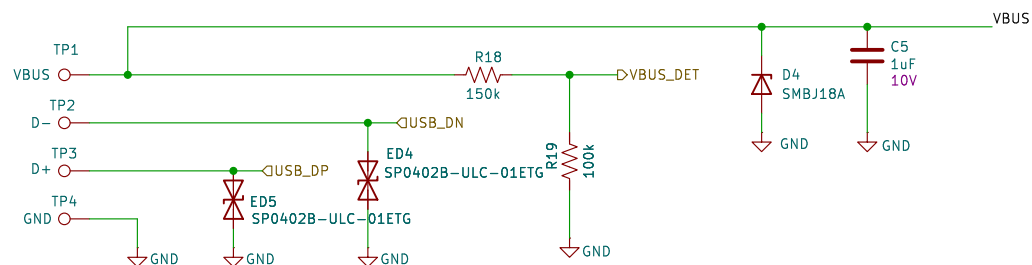 VBUS
TP1
VBUS
R18
150k
VBUS_DET
D4
SMBJ18A
C5
1uF
10V
TP2
D-
USB_DN
GND
GND
TP3
D+
USB_DP
ED4
SP0402B-ULC-01ETG
R19
100k
TP4
GND
ED5
SP0402B-ULC-01ETG
GND
GND
GND
GND